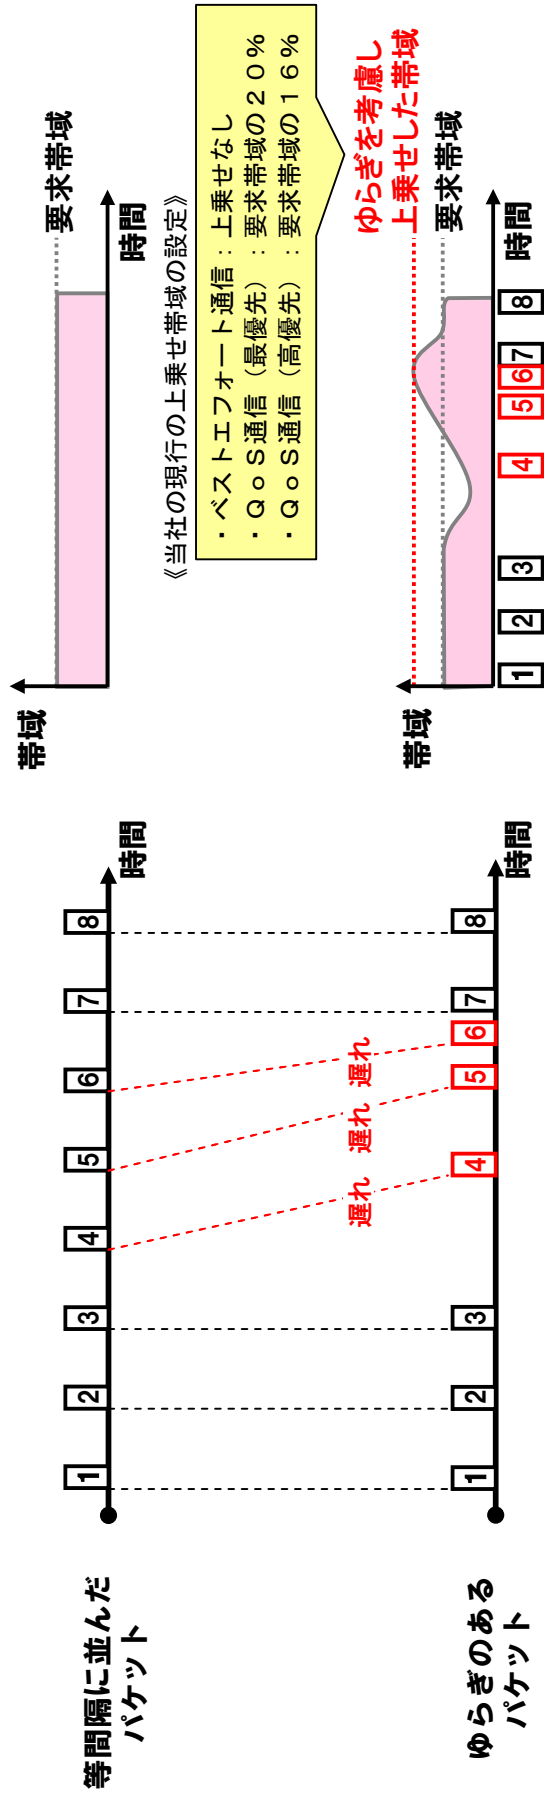 等間隔に並んだ
パケット
1 2 3 4 5 6 7 8
時間
帯域
要求帯域
時間
《当社の現行の上乗せ帯域の設定》
・ベストエフォート通信：上乗せなし
・ＱｏＳ通信（最優先）：要求帯域の２０％
・ＱｏＳ通信（高優先）：要求帯域の１６％
遅れ 遅れ 遅れ
ゆらぎのある
パケット
1 2 3 4 5 6 7 8
時間
帯域
ゆらぎを考慮し
上乗せした帯域
要求帯域
時間
1 2 3 4 5 6 7 8